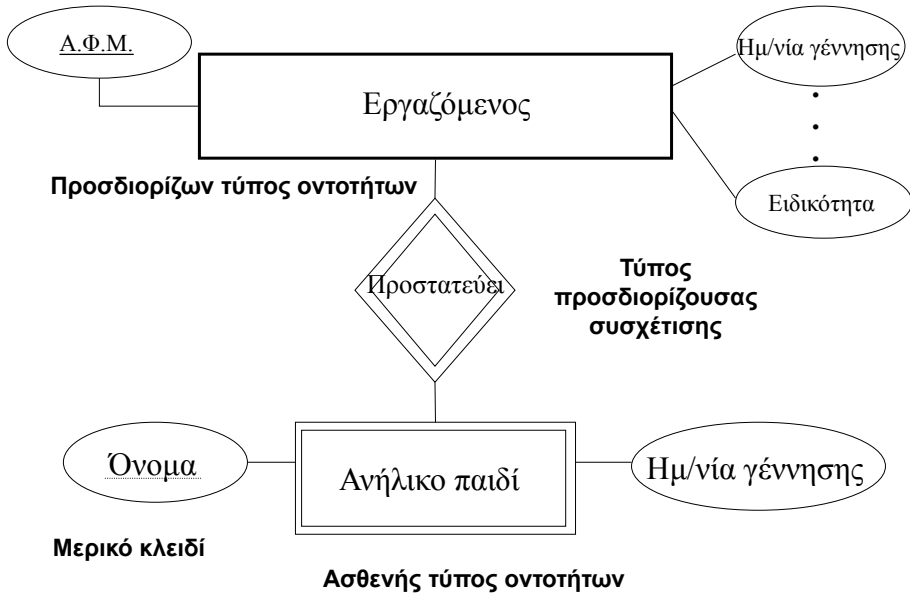 Α.Φ.Μ.
Ημ/νία γέννησης
Εργαζόμενος
Προσδιορίζων τύπος οντοτήτων
Ειδικότητα
Προστατεύει
Τύπος
προσδιορίζουσας
συσχέτισης
Όνομα
Ανήλικο παιδί
Ημ/νία γέννησης
Μερικό κλειδί
Ασθενής τύπος οντοτήτων